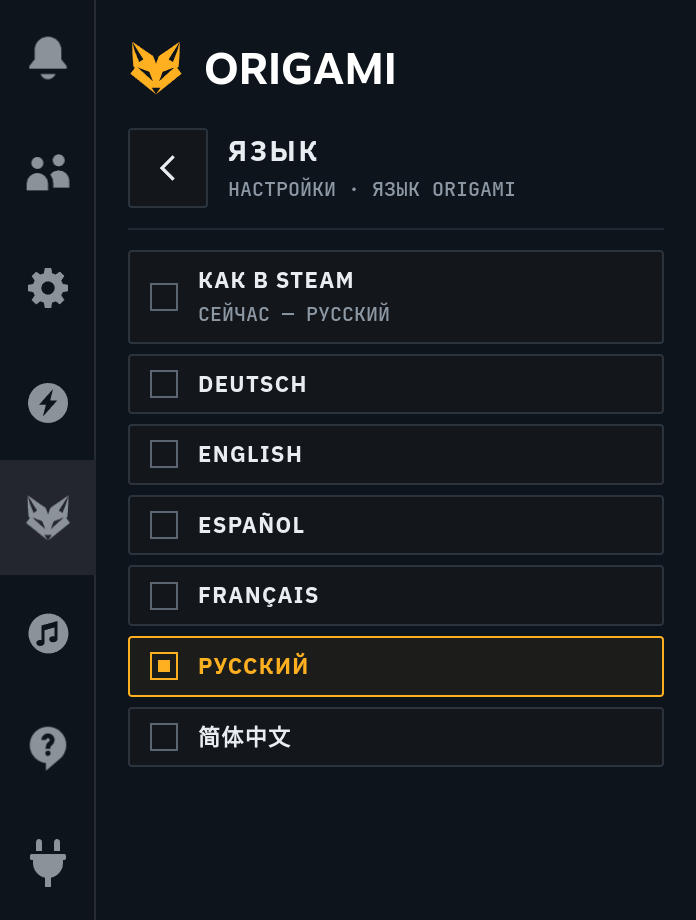 ORIGAMI
ЯЗЫК
НАСТРОЙКИ · ЯЗЫК ORIGAMI
КАК В STEAM
СЕЙЧАС — РУССКИЙ
DEUTSCH
ENGLISH
ESPAÑOL
FRANÇAIS
РУССКИЙ
简体中文